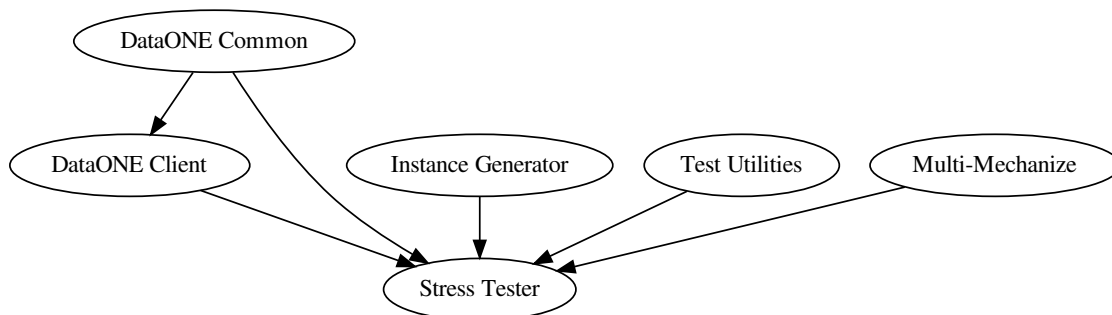 DataONE Common
DataONE Client
Instance Generator
Test Utilities
Multi-Mechanize
Stress Tester